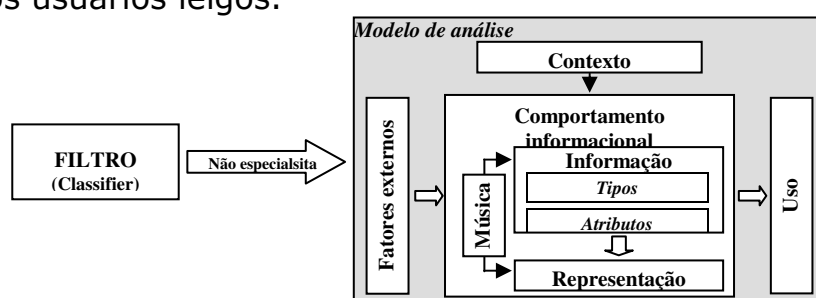 os usuários leigos.
Modelo de análise
Contexto
FILTRO
(Classifier)
Não especialsita
Fatores externos
Comportamento
informacional
Música
Informação
Tipos
Atributos
Representação
Uso